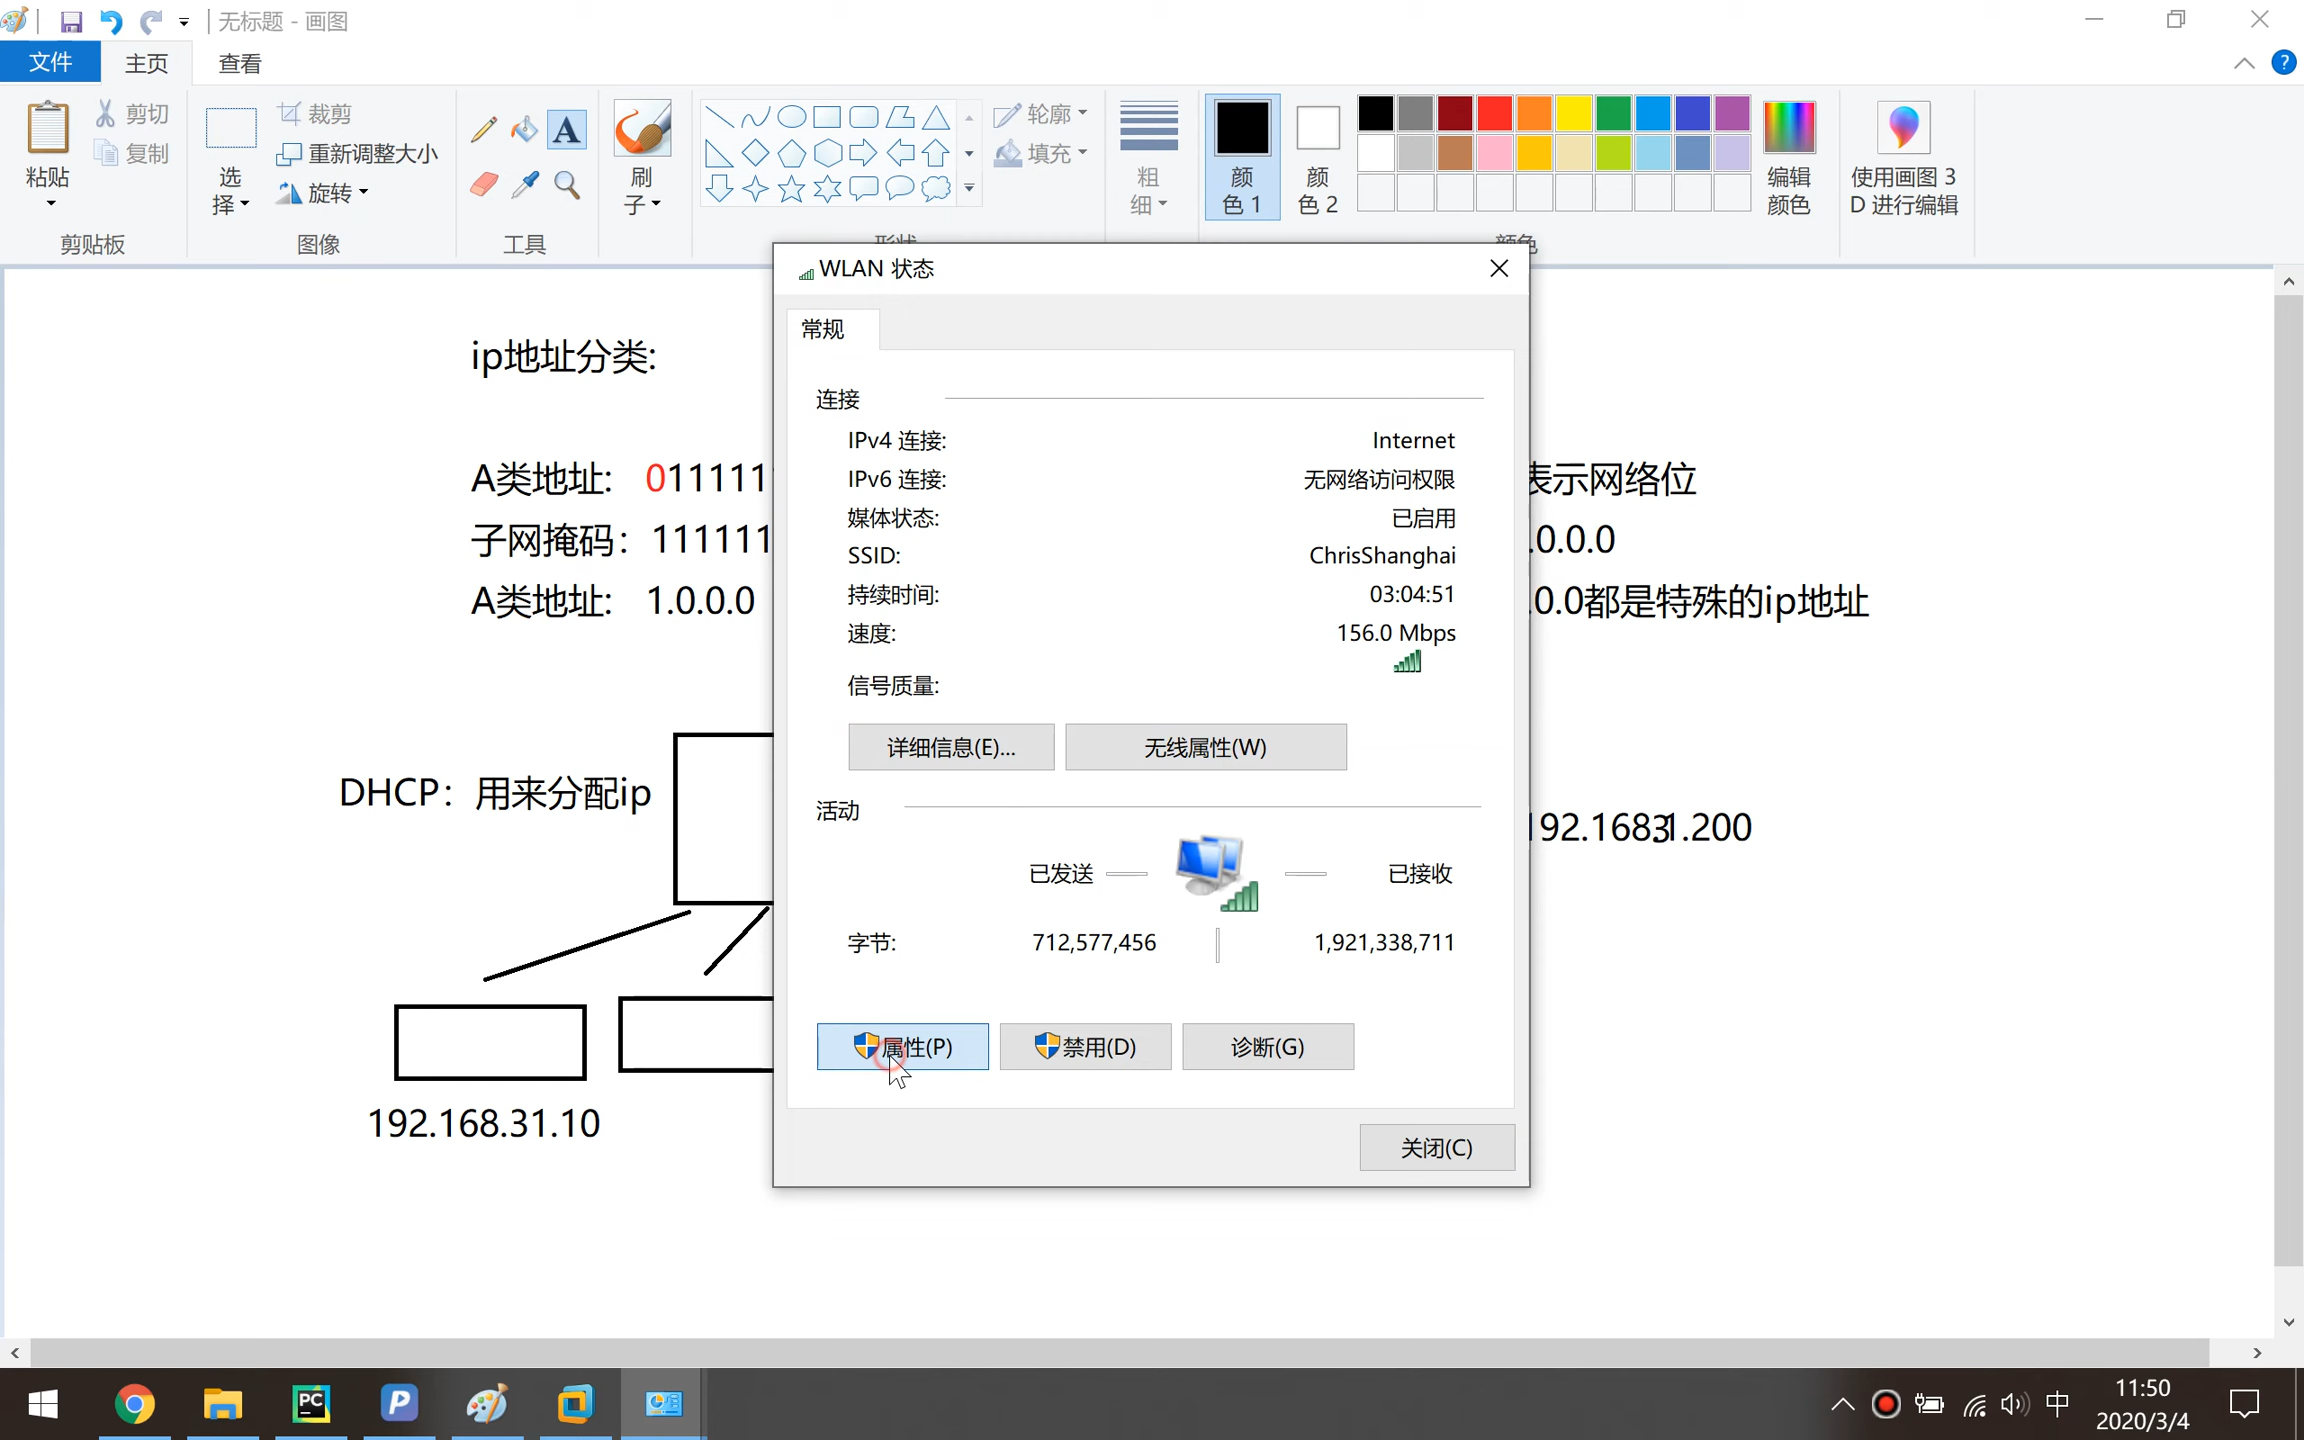 无标题 - 画图
文件
主页
查看
粘贴
剪切
复制
剪贴板
选择
裁剪
重新调整大小
旋转
图像
A
工具
刷子
轮廓
填充
粗细
颜色 1
颜色 2
编辑颜色
使用画图 3D 进行编辑
ip地址分类:
A类地址: 011111
表示网络位
子网掩码: 111111
.0.0.0
A类地址: 1.0.0.0
.0.0都是特殊的ip地址
DHCP: 用来分配ip
192.168.31.10
WLAN 状态
常规
连接
IPv4 连接: Internet
IPv6 连接: 无网络访问权限
媒体状态: 已启用
SSID: ChrisShanghai
持续时间: 03:04:51
速度: 156.0 Mbps
信号质量:
详细信息(E)... 无线属性(W)
活动
已发送 已接收
字节: 712,577,456 1,921,338,711
属性(P) 禁用(D) 诊断(G)
关闭(C)
PC
P
中
11:50
2020/3/4